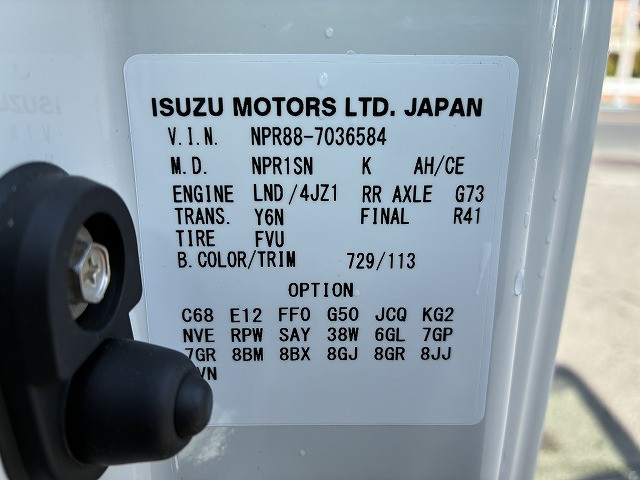 ISUZU MOTORS LTD. JAPAN
V.I.N. NPR88-7036584
M.D. NPR1SN K AH/CE
ENGINE LND/4JZ1 RR AXLE G73
TRANS. Y6N FINAL R41
TIRE FVU
B.COLOR/TRIM 729/113
OPTION
C68 E12 FF0 G50 JCQ KG2
NVE RPW SAY 38W 6GL 7GP
7GR 8BM 8BX 8GJ 8GR 8JJ